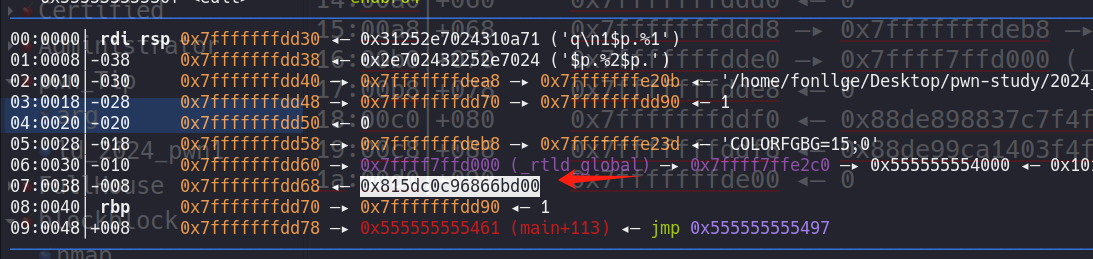 00:0000│ rdi rsp 0x7fffffffdd30 ◂— 0x31252e7024310a71 ('q\n1$p.%1')
01:0008│-038 0x7fffffffdd38 ◂— 0x2e702432252e7024 ('$p.%2$p.')
02:0010│-030 0x7fffffffdd40 —▸ 0x7fffffffdea8 —▸ 0x7fffffffe20b ◂— '/home/fonllge/Desktop/pwn-study/2024_
03:0018│-028 0x7fffffffdd48 —▸ 0x7fffffffdd70 —▸ 0x7fffffffdd90 ◂— 1
04:0020│-020 0x7fffffffdd50 ◂— 0
05:0028│-018 0x7fffffffdd58 —▸ 0x7fffffffdeb8 —▸ 0x7fffffffe23d ◂— 'COLORFGBG=15;0'
06:0030│-010 0x7fffffffdd60 —▸ 0x7ffff7ffd000 (_rtld_global) —▸ 0x7ffff7ffe2c0 —▸ 0x555555554000 ◂— 0x10
07:0038│-008 0x7fffffffdd68 ◂— 0x815dc0c96866bd00
08:0040│ rbp 0x7fffffffdd70 —▸ 0x7fffffffdd90 ◂— 1
09:0048│+008 0x7fffffffdd78 —▸ 0x555555555461 (main+113) ◂— jmp 0x555555555497